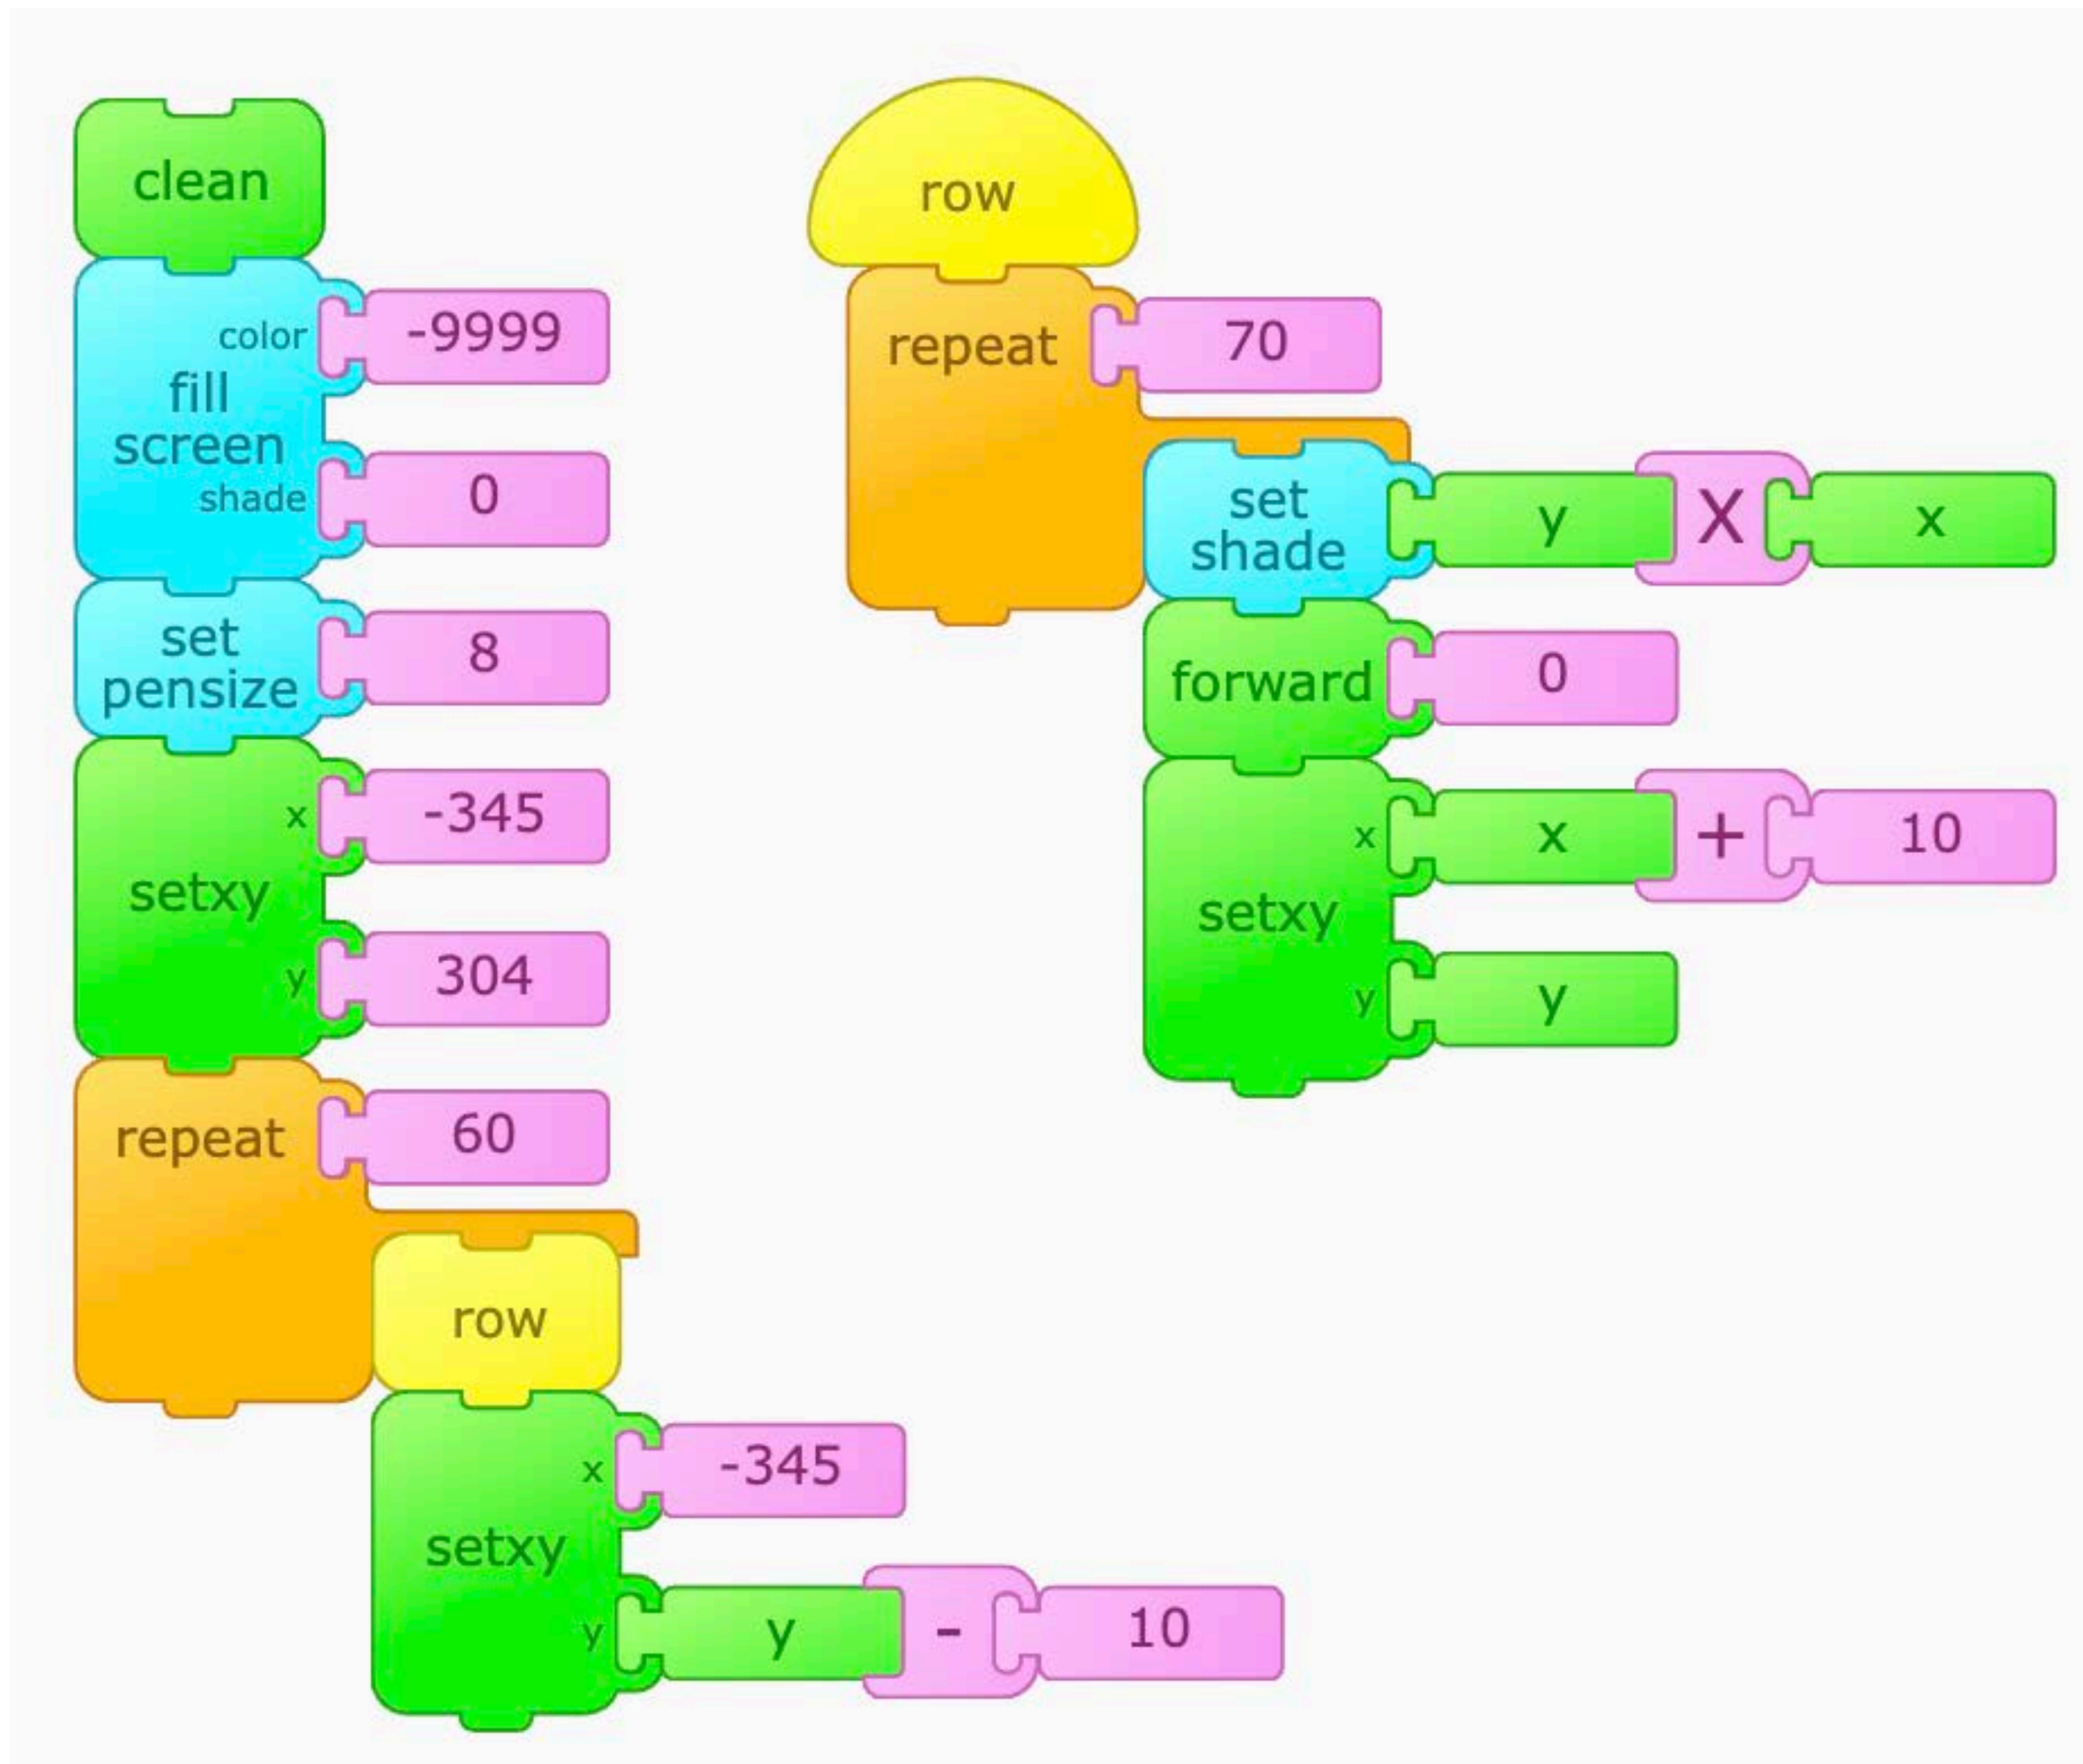 clean
color -9999
fill
screen
shade 0
set
pensize 8
x -345
setxy
y 304
repeat 60
row
x -345
setxy
y y - 10
row
repeat 70
set
shade y X x
forward 0
x x + 10
setxy
y y